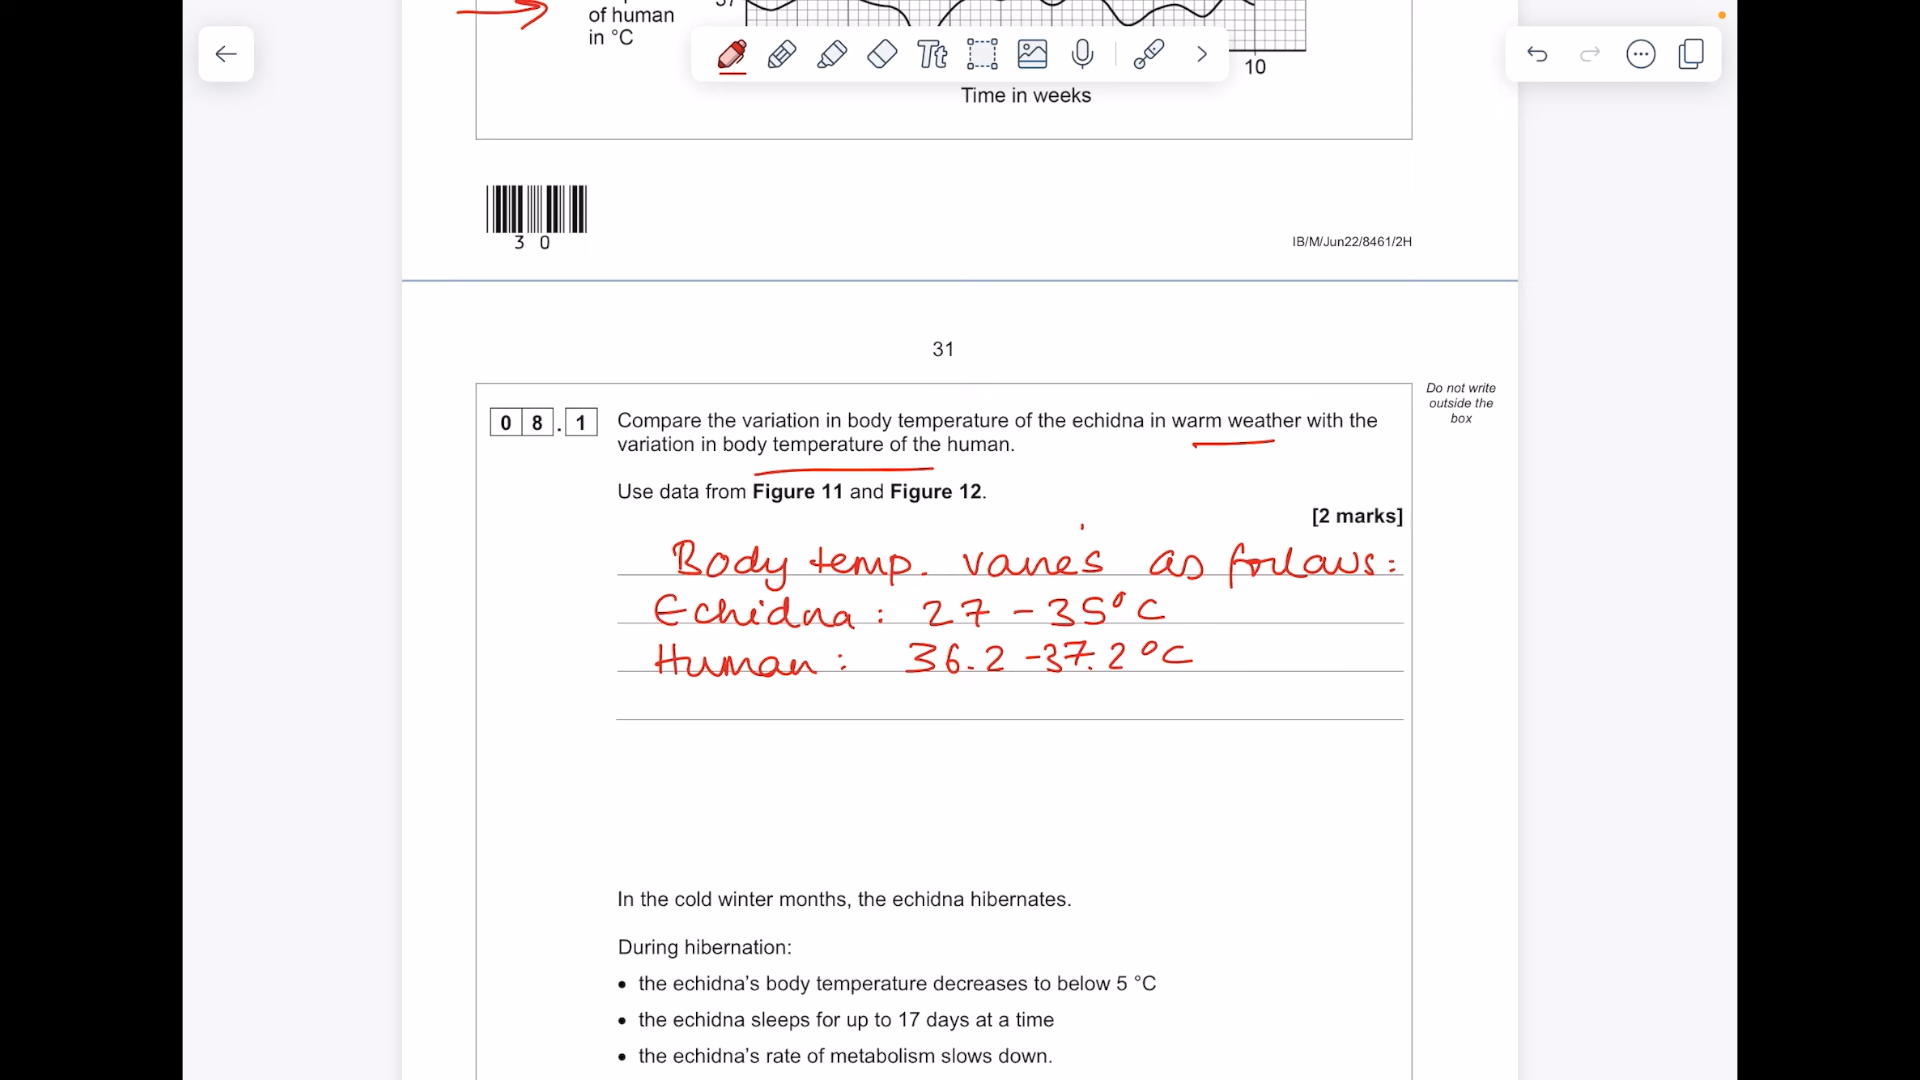 of human
in °C
37
10
Time in weeks
Tt
3 0
IB/M/Jun22/8461/2H
31
Do not write
outside the
box
0 8 . 1
Compare the variation in body temperature of the echidna in warm weather with the
variation in body temperature of the human.
Use data from Figure 11 and Figure 12.
[2 marks]
Body temp. varies as follows:
Echidna : 27 - 35°C
Human : 36.2 -37.2°C
In the cold winter months, the echidna hibernates.
During hibernation:
• the echidna's body temperature decreases to below 5 °C
• the echidna sleeps for up to 17 days at a time
• the echidna's rate of metabolism slows down.